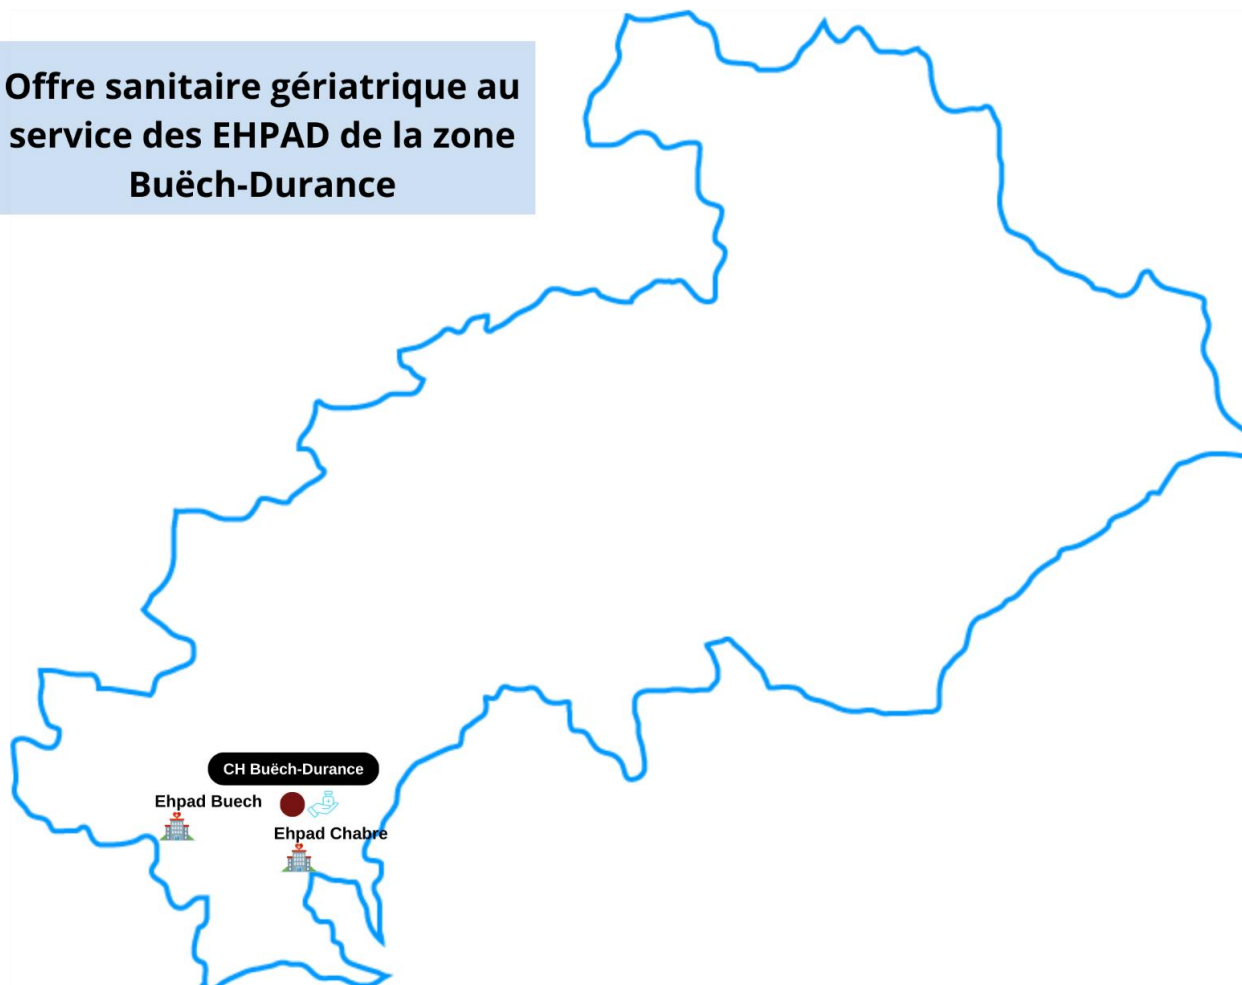 Offre sanitaire gériatrique au
service des EHPAD de la zone
Buëch-Durance
CH Buëch-Durance
Ehpad Buech
Ehpad Chabre